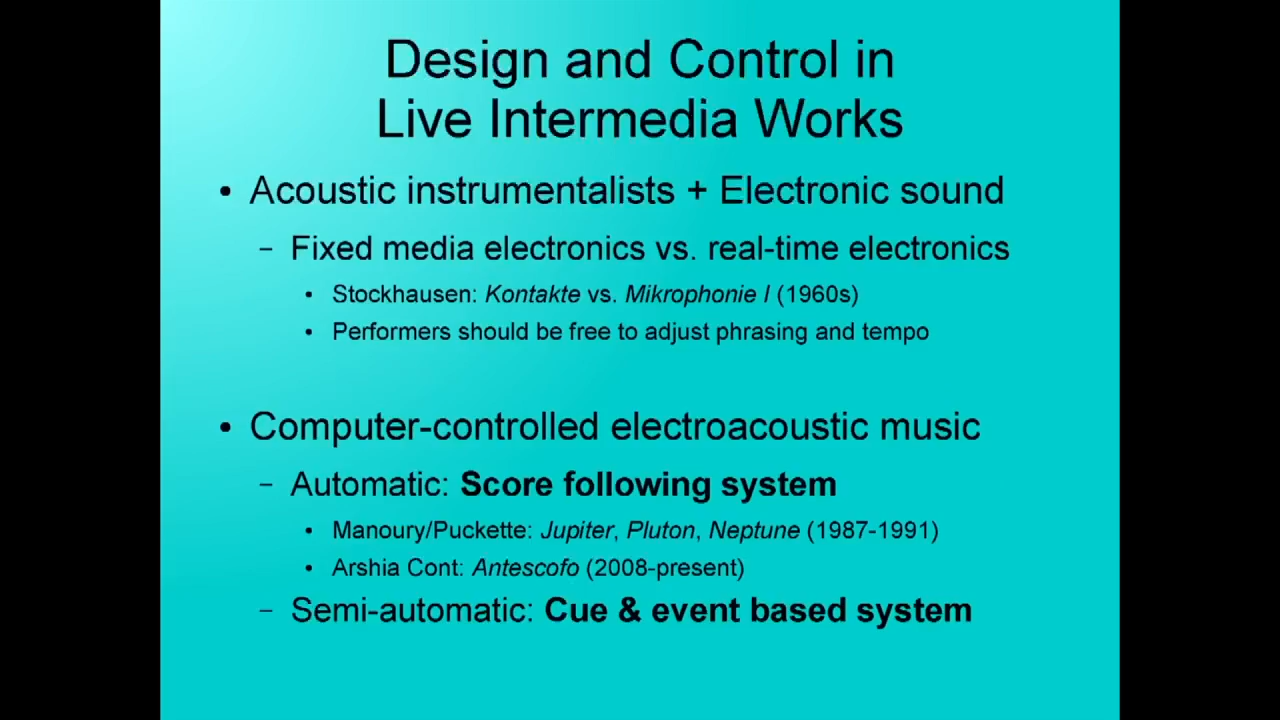 Design and Control in
Live Intermedia Works
• Acoustic instrumentalists + Electronic sound
– Fixed media electronics vs. real-time electronics
• Stockhausen: Kontakte vs. Mikrophonie I (1960s)
• Performers should be free to adjust phrasing and tempo
• Computer-controlled electroacoustic music
– Automatic: Score following system
• Manoury/Puckette: Jupiter, Pluton, Neptune (1987-1991)
• Arshia Cont: Antescofo (2008-present)
– Semi-automatic: Cue & event based system